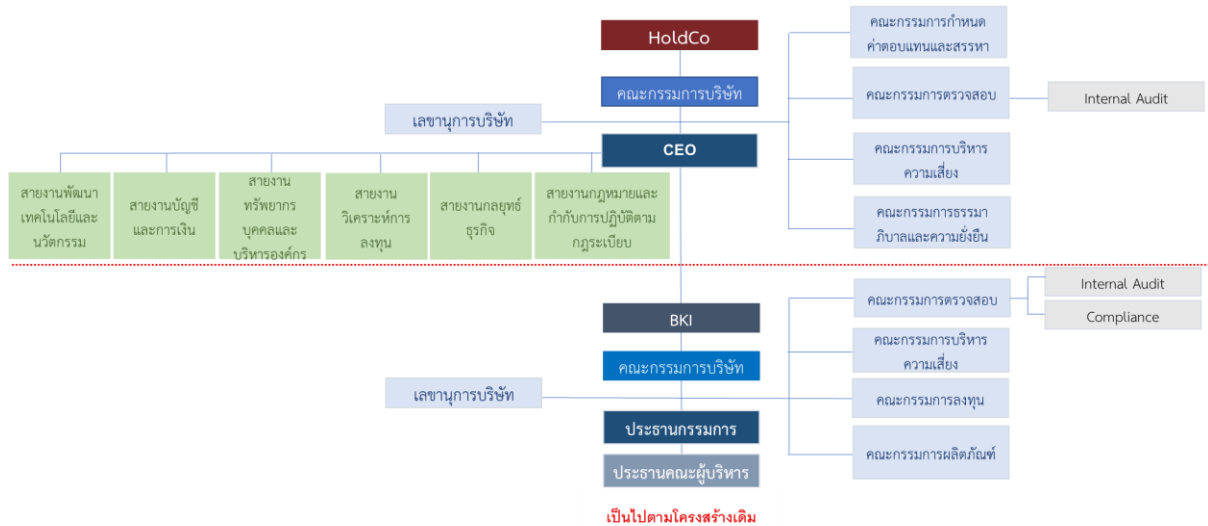 HoldCo
คณะกรรมการบริษัท
เลขานุการบริษัท
CEO
คณะกรรมการกำหนด
ค่าตอบแทนและสรรหา
คณะกรรมการตรวจสอบ
Internal Audit
คณะกรรมการบริหาร
ความเสี่ยง
คณะกรรมการธรรมา
ภิบาลและความยั่งยืน
สายงานพัฒนา
เทคโนโลยีและ
นวัตกรรม
สายงานบัญชี
และการเงิน
สายงาน
ทรัพยากร
บุคคลและ
บริหารองค์กร
สายงาน
วิเคราะห์การ
ลงทุน
สายงานกลยุทธ์
ธุรกิจ
สายงานกฎหมายและ
กำกับการปฏิบัติตาม
กฎระเบียบ
BKI
คณะกรรมการบริษัท
เลขานุการบริษัท
ประธานกรรมการ
ประธานคณะผู้บริหาร
คณะกรรมการตรวจสอบ
Internal Audit
Compliance
คณะกรรมการบริหาร
ความเสี่ยง
คณะกรรมการลงทุน
คณะกรรมการผลิตภัณฑ์
เป็นไปตามโครงสร้างเดิม